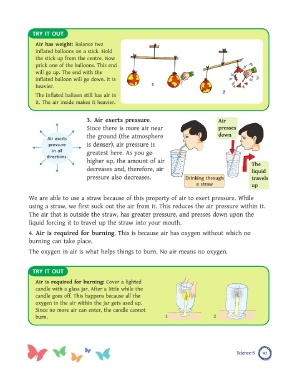 TRY IT OUT
Air has weight: Balance two
inflated balloons on a stick. Hold
the stick up from the centre. Now
prick one of the balloons. This end
will go up. The end with the
inflated balloon will go down. It is
heavier.
The inflated balloon still has air in
it. The air inside makes it heavier.
1
2
3. Air exerts pressure.
Since there is more air near
the ground (the atmosphere
is denser), air pressure is
greatest here. As you go
higher up, the amount of air
decreases and, therefore, air
pressure also decreases.
Air exerts
pressure
in all
directions.
Air
presses
down
Drinking through
a straw
The
liquid
travels
up
We are able to use a straw because of this property of air to exert pressure. While
using a straw, we first suck out the air from it. This reduces the air pressure within it.
The air that is outside the straw, has greater pressure, and presses down upon the
liquid forcing it to travel up the straw into your mouth.
4. Air is required for burning. This is because air has oxygen without which no
burning can take place.
The oxygen in air is what helps things to burn. No air means no oxygen.
TRY IT OUT
Air is required for burning: Cover a lighted
candle with a glass jar. After a little while the
candle goes off. This happens because all the
oxygen in the air within the jar gets used up.
Since no more air can enter, the candle cannot
burn.
1
2
Science-5